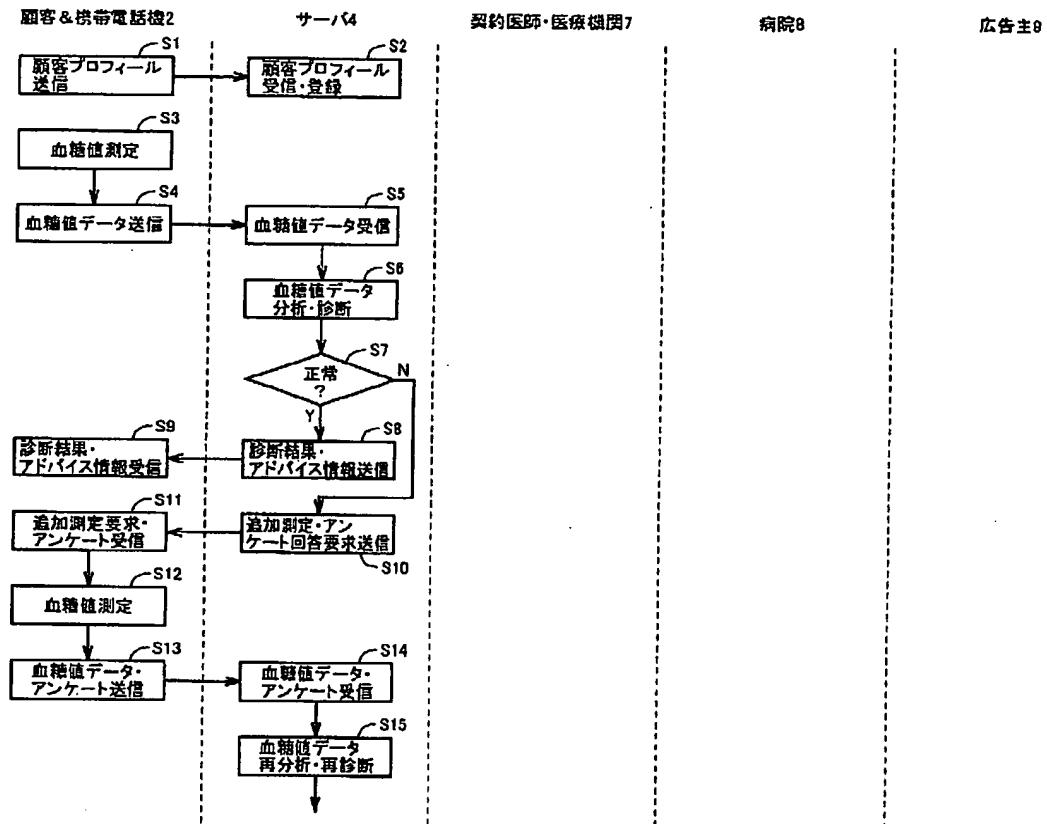 顧客&携帯電話機2
サーバ4
契約医師・医療機関7
病院8
広告主9
S1
顧客プロフィール
送信
S2
顧客プロフィール
受信・登録
S3
血糖値測定
S4
血糖値データ送信
S5
血糖値データ受信
S6
血糖値データ
分析・診断
S7
正常
?
N
Y
S9
診断結果・
アドバイス情報受信
S8
診断結果・
アドバイス情報送信
S11
追加測定要求・
アンケート受信
追加測定・アン
ケート回答要求送信
S10
S12
血糖値測定
S13
血糖値データ・
アンケート送信
S14
血糖値データ・
アンケート受信
S15
血糖値データ
再分析・再診断